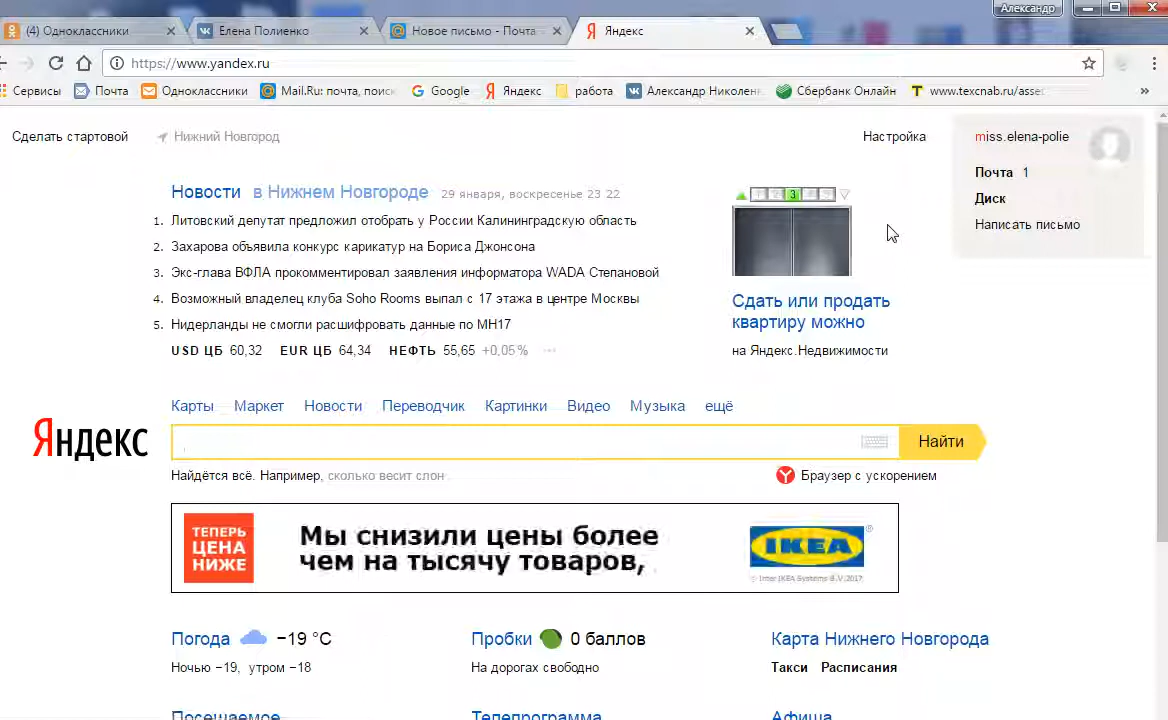 Александр
(4) Одноклассники
Елена Полиенко
Новое письмо - Почта
Яндекс
https://www.yandex.ru
Сервисы
Почта
Одноклассники
Mail.Ru: почта, поиск
Google
Яндекс
работа
Александр Николен
Сбербанк Онлайн
www.texcnab.ru/asse
»
Сделать стартовой
Нижний Новгород
Настройка
miss.elena-polie
Почта 1
Диск
Написать письмо
Новости в Нижнем Новгороде 29 января, воскресенье 23 22
1. Литовский депутат предложил отобрать у России Калининградскую область
2. Захарова объявила конкурс карикатур на Бориса Джонсона
3. Экс-глава ВФЛА прокомментировал заявления информатора WADA Степановой
4. Возможный владелец клуба Soho Rooms выпал с 17 этажа в центре Москвы
5. Нидерланды не смогли расшифровать данные по MH17
USD ЦБ 60,32 EUR ЦБ 64,34 НЕФТЬ 55,65 +0,05%
3
Сдать или продать
квартиру можно
на Яндекс.Недвижимости
Карты Маркет Новости Переводчик Картинки Видео Музыка ещё
Яндекс
Найти
Найдётся всё. Например, сколько весит слон
Браузер с ускорением
ТЕПЕРЬ
ЦЕНА
НИЖЕ
Мы снизили цены более
чем на тысячу товаров,
IKEA ®
© Inter IKEA Systems B.V. 2017
Погода −19 °C
Ночью −19, утром −18
Пробки 0 баллов
На дорогах свободно
Карта Нижнего Новгорода
Такси Расписания
Посещаемое
Телепрограмма
Афиша